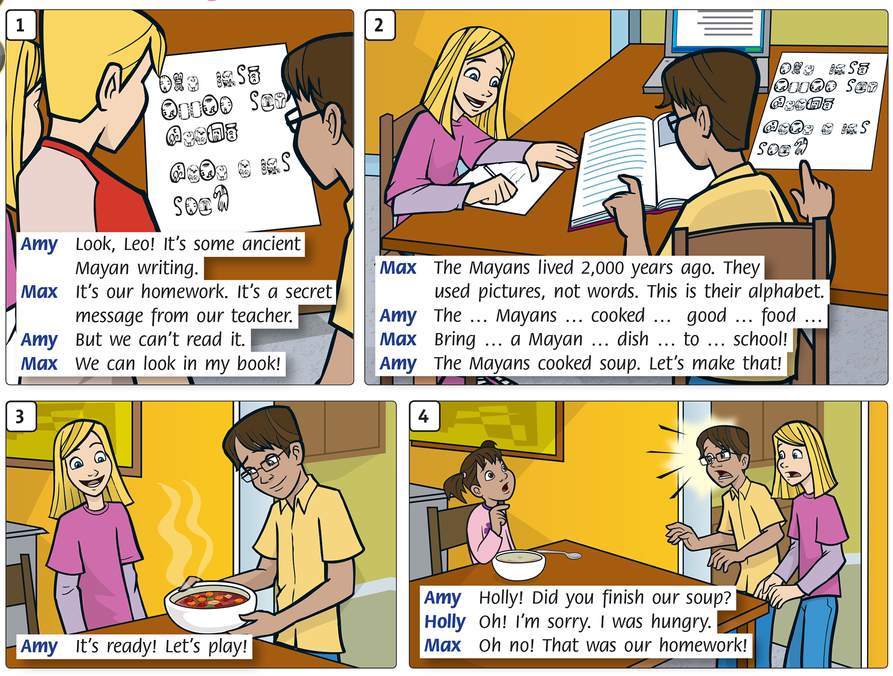 1
Amy Look, Leo! It's some ancient
Mayan writing.
Max It's our homework. It's a secret
message from our teacher.
Amy But we can't read it.
Max We can look in my book!
2
Max The Mayans lived 2,000 years ago. They
used pictures, not words. This is their alphabet.
Amy The ... Mayans ... cooked ... good ... food ...
Max Bring ... a Mayan ... dish ... to ... school!
Amy The Mayans cooked soup. Let's make that!
3
Amy It's ready! Let's play!
4
Amy Holly! Did you finish our soup?
Holly Oh! I'm sorry. I was hungry.
Max Oh no! That was our homework!